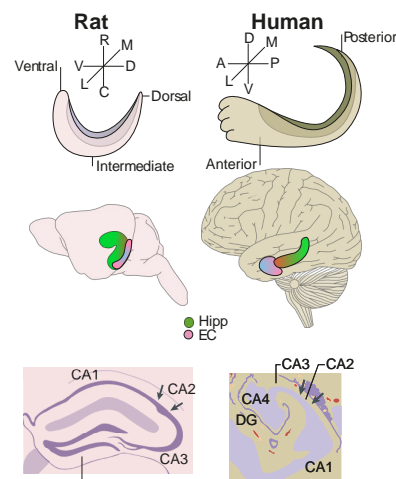 Rat
Human
R
M
V
D
L
C
D
M
A
P
L
V
Posterior
Ventral
Dorsal
Intermediate
Anterior
Hipp
EC
CA1
CA2
CA3
CA3
CA2
CA4
DG
CA1